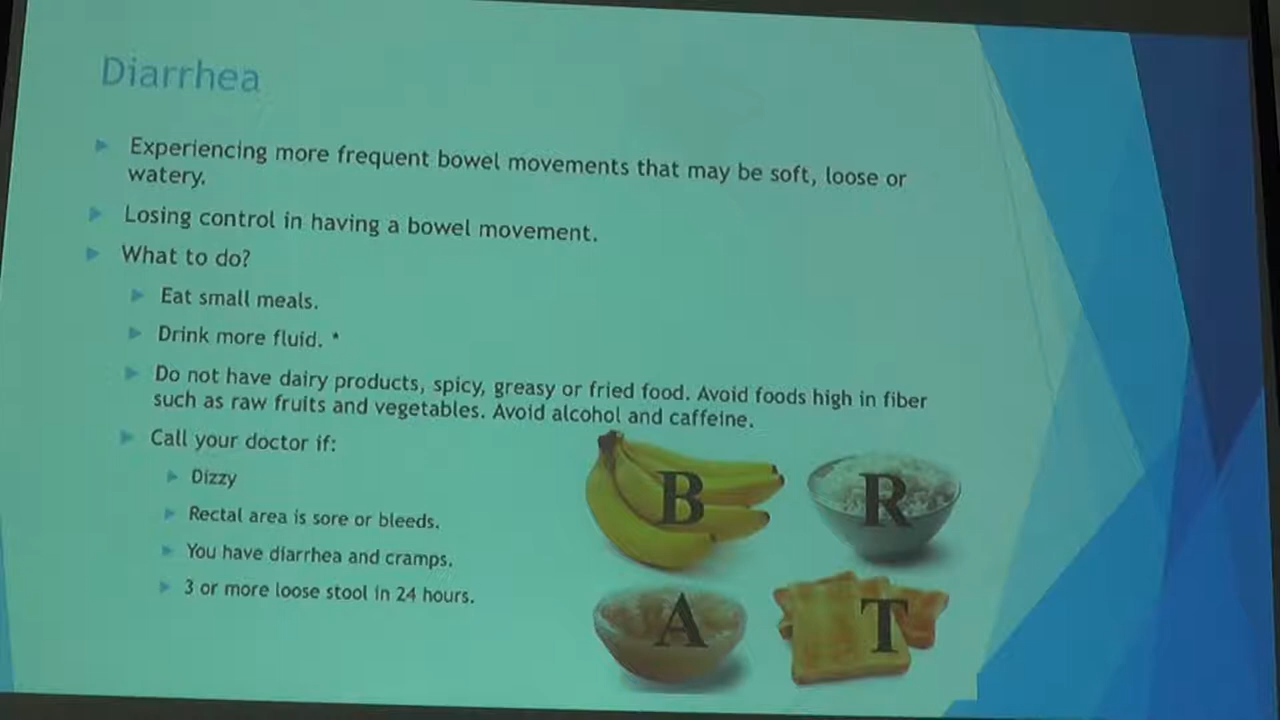 Diarrhea
Experiencing more frequent bowel movements that may be soft, loose or
watery.
Losing control in having a bowel movement.
What to do?
Eat small meals.
Drink more fluid. *
Do not have dairy products, spicy, greasy or fried food. Avoid foods high in fiber
such as raw fruits and vegetables. Avoid alcohol and caffeine.
Call your doctor if:
Dizzy
Rectal area is sore or bleeds.
You have diarrhea and cramps.
3 or more loose stool in 24 hours.
B R
A T